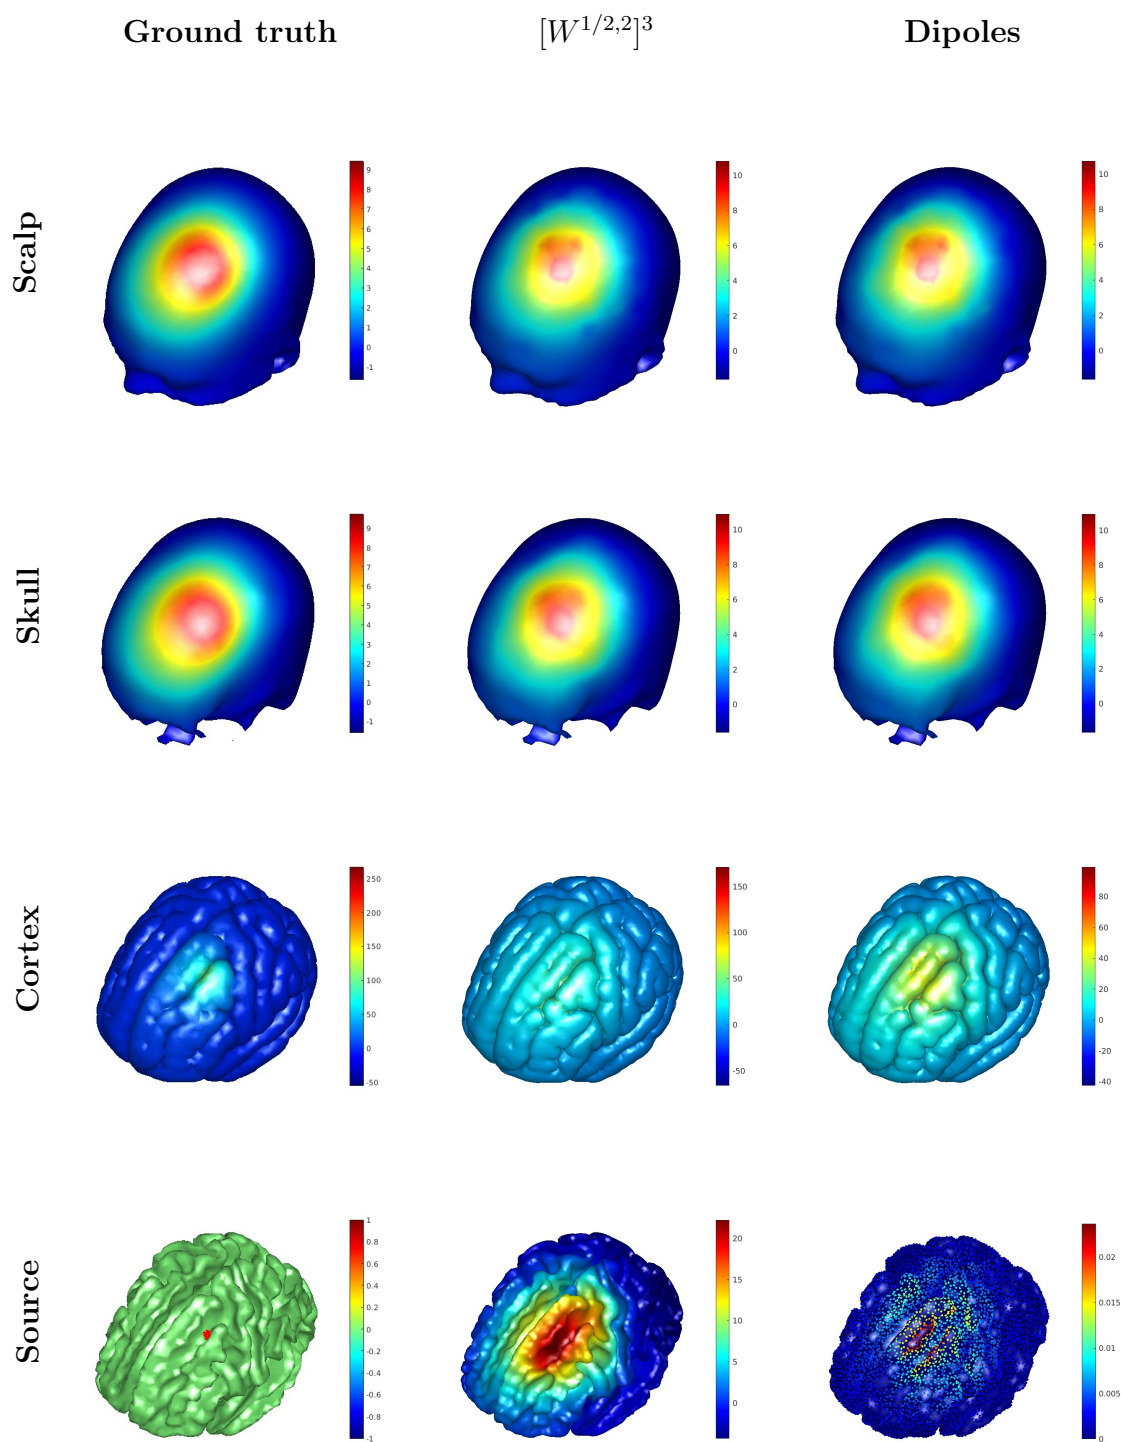 Ground truth [W^{1/2,2}]^3 Dipoles
Scalp
9 8 7 6 5 4 3 2 1 0 -1
10 8 6 4 2 0
10 8 6 4 2 0
Skull
9 8 7 6 5 4 3 2 1 0 -1
10 8 6 4 2 0
10 8 6 4 2 0
Cortex
250 200 150 100 50 0 -50
150 100 50 0 -50
80 60 40 20 0 -20 -40
Source
1 0.8 0.6 0.4 0.2 0 -0.2 -0.4 -0.6 -0.8 -1
20 15 10 5 0
0.02 0.015 0.01 0.005 0